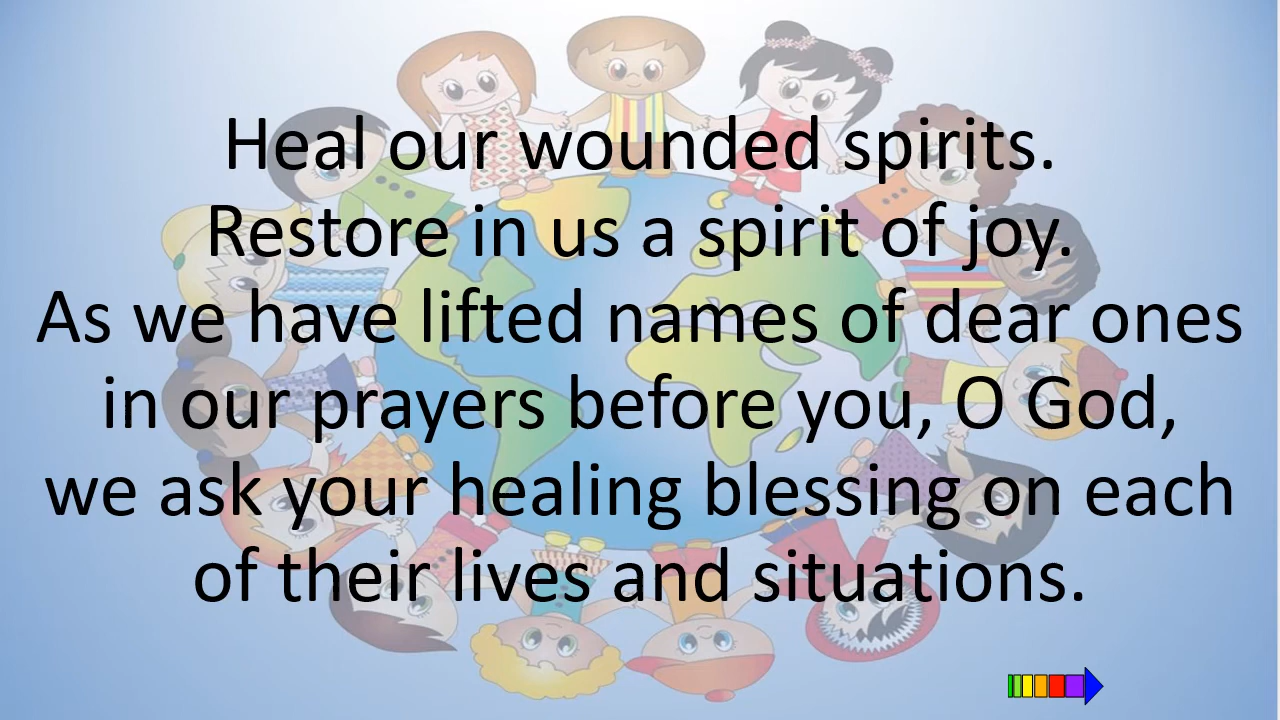 Heal our wounded spirits.
Restore in us a spirit of joy.
As we have lifted names of dear ones
in our prayers before you, O God,
we ask your healing blessing on each
of their lives and situations.